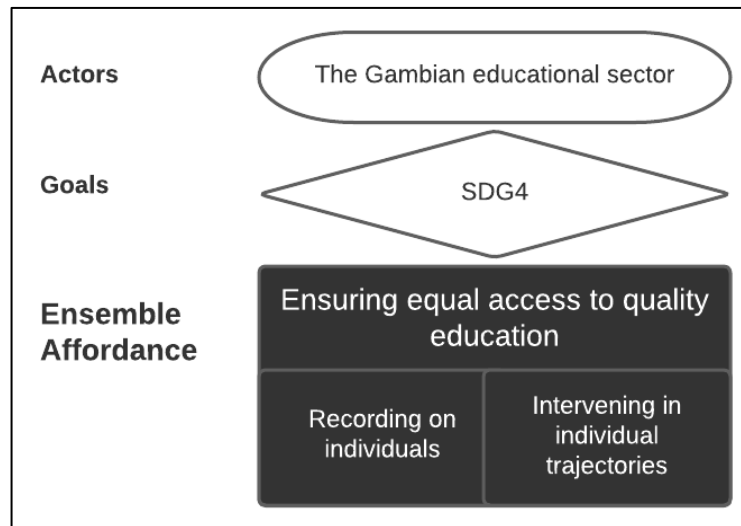 Actors
The Gambian educational sector
Goals
SDG4
Ensemble
Affordance
Ensuring equal access to quality
education
Recording on
individuals
Intervening in
individual
trajectories